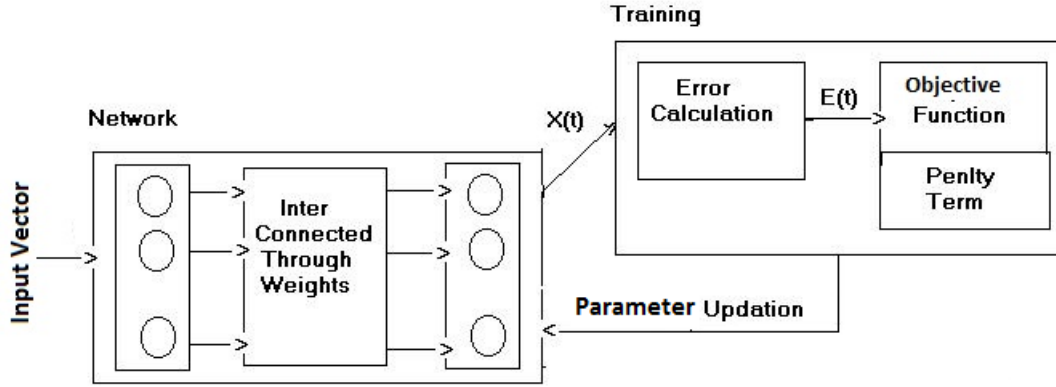 Training
Error
Calculation
E(t)
Objective
Function
Penlty
Term
X(t)
Network
Input Vector
Inter
Connected
Through
Weights
Parameter Updation